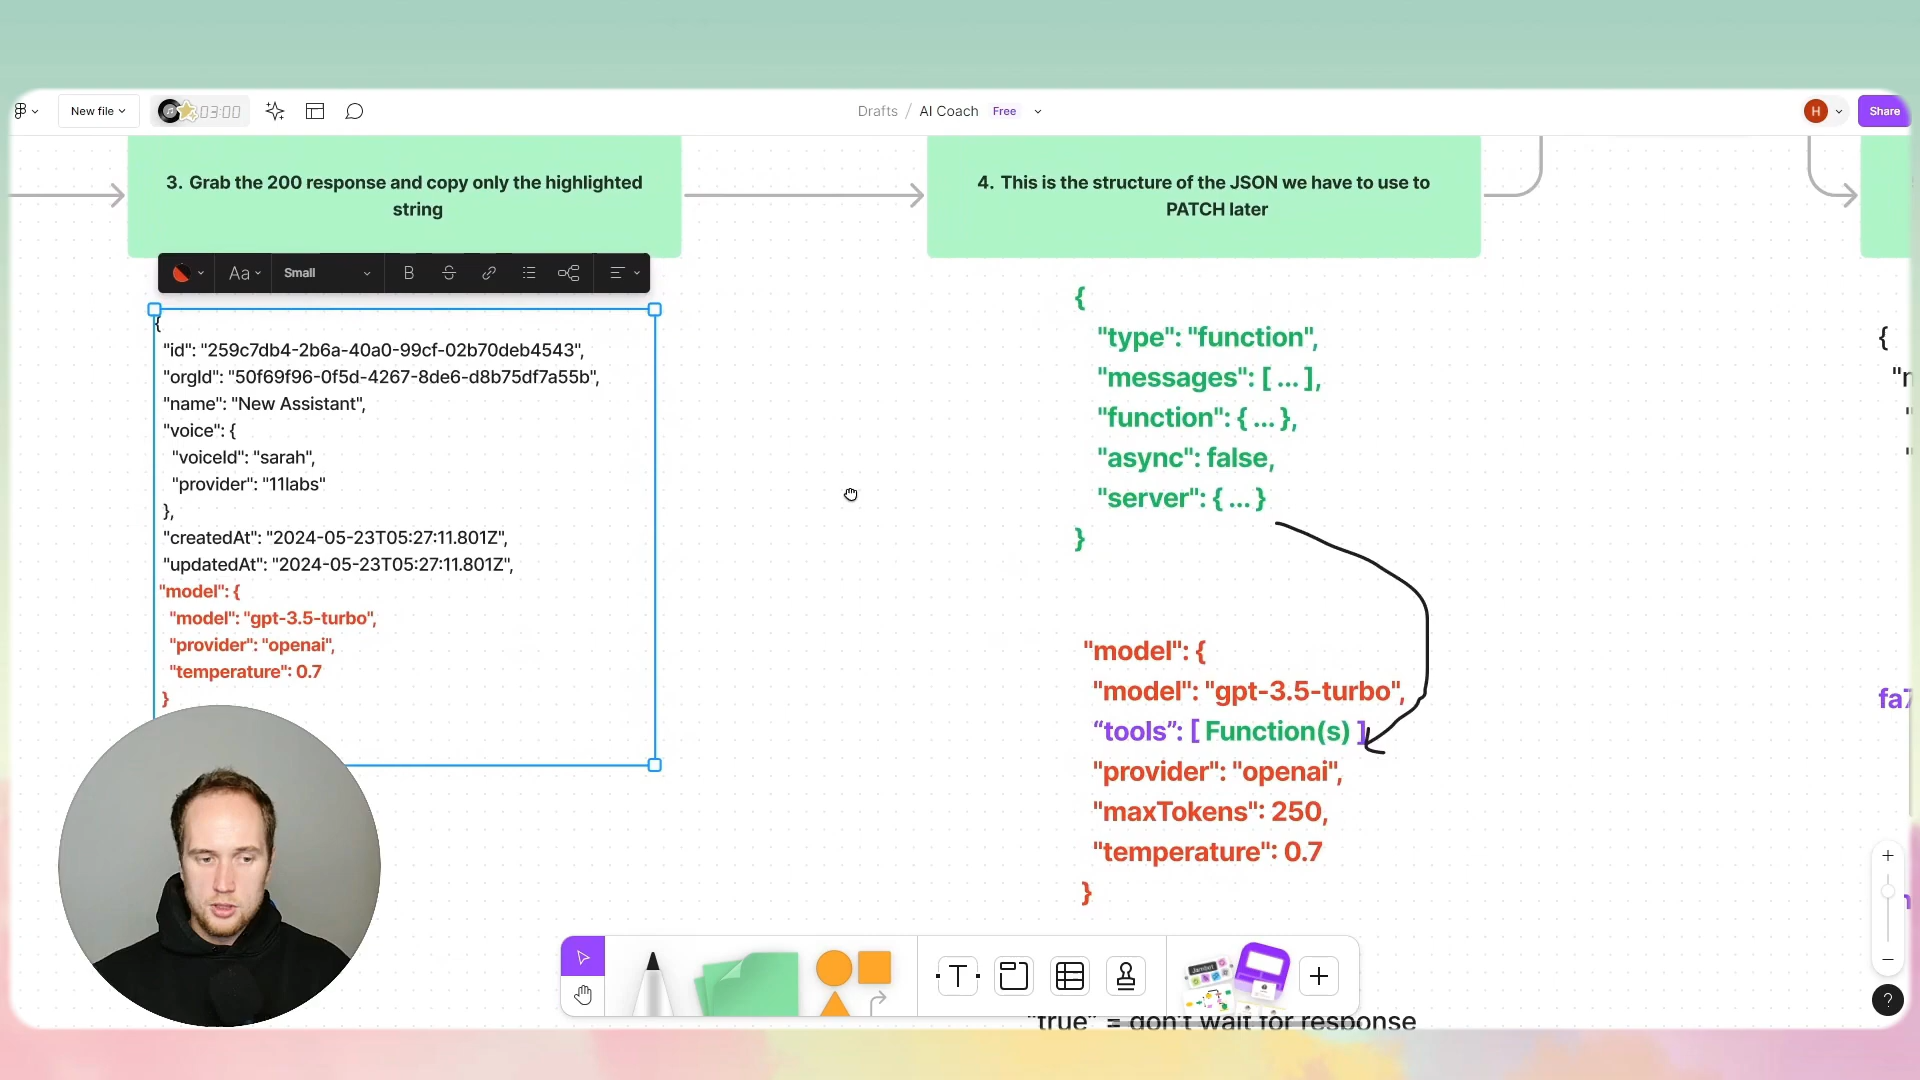 New file
03:00
Drafts / AI Coach Free
H
Share
3. Grab the 200 response and copy only the highlighted
string
4. This is the structure of the JSON we have to use to
PATCH later
Aa
Small
B
S
{
"id": "259c7db4-2b6a-40a0-99cf-02b70deb4543",
"orgId": "50f69f96-0f5d-4267-8de6-d8b75df7a55b",
"name": "New Assistant",
"voice": {
"voiceId": "sarah",
"provider": "11labs"
},
"createdAt": "2024-05-23T05:27:11.801Z",
"updatedAt": "2024-05-23T05:27:11.801Z",
"model": {
"model": "gpt-3.5-turbo",
"provider": "openai",
"temperature": 0.7
}
{
"type": "function",
"messages": [ ... ],
"function": { ... },
"async": false,
"server": { ... }
}
"model": {
"model": "gpt-3.5-turbo",
“tools”: [ Function(s) ]
"provider": "openai",
"maxTokens": 250,
"temperature": 0.7
}
"true" = don't wait for response
{
"n
"
"
fa7
T
Jambot
?